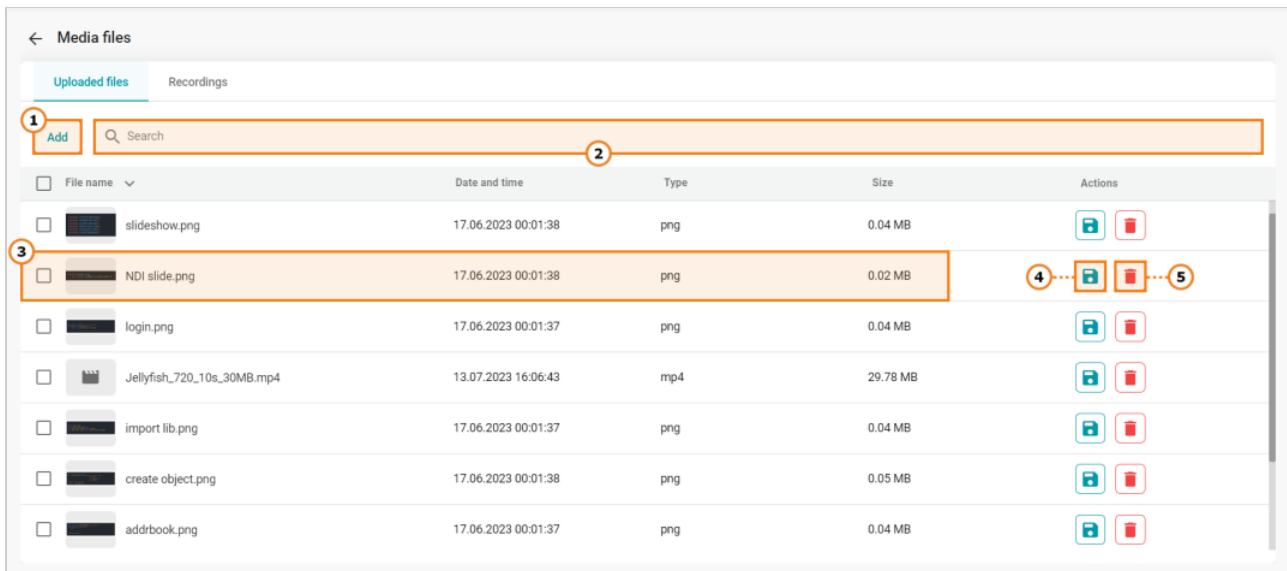 Media files
Uploaded files Recordings
1
Add Search
2
File name Date and time Type Size Actions
slideshow.png 17.06.2023 00:01:38 png 0.04 MB
3
NDI slide.png 17.06.2023 00:01:38 png 0.02 MB 4 5
login.png 17.06.2023 00:01:37 png 0.04 MB
Jellyfish_720_10s_30MB.mp4 13.07.2023 16:06:43 mp4 29.78 MB
import lib.png 17.06.2023 00:01:37 png 0.04 MB
create object.png 17.06.2023 00:01:38 png 0.05 MB
addrbook.png 17.06.2023 00:01:37 png 0.04 MB